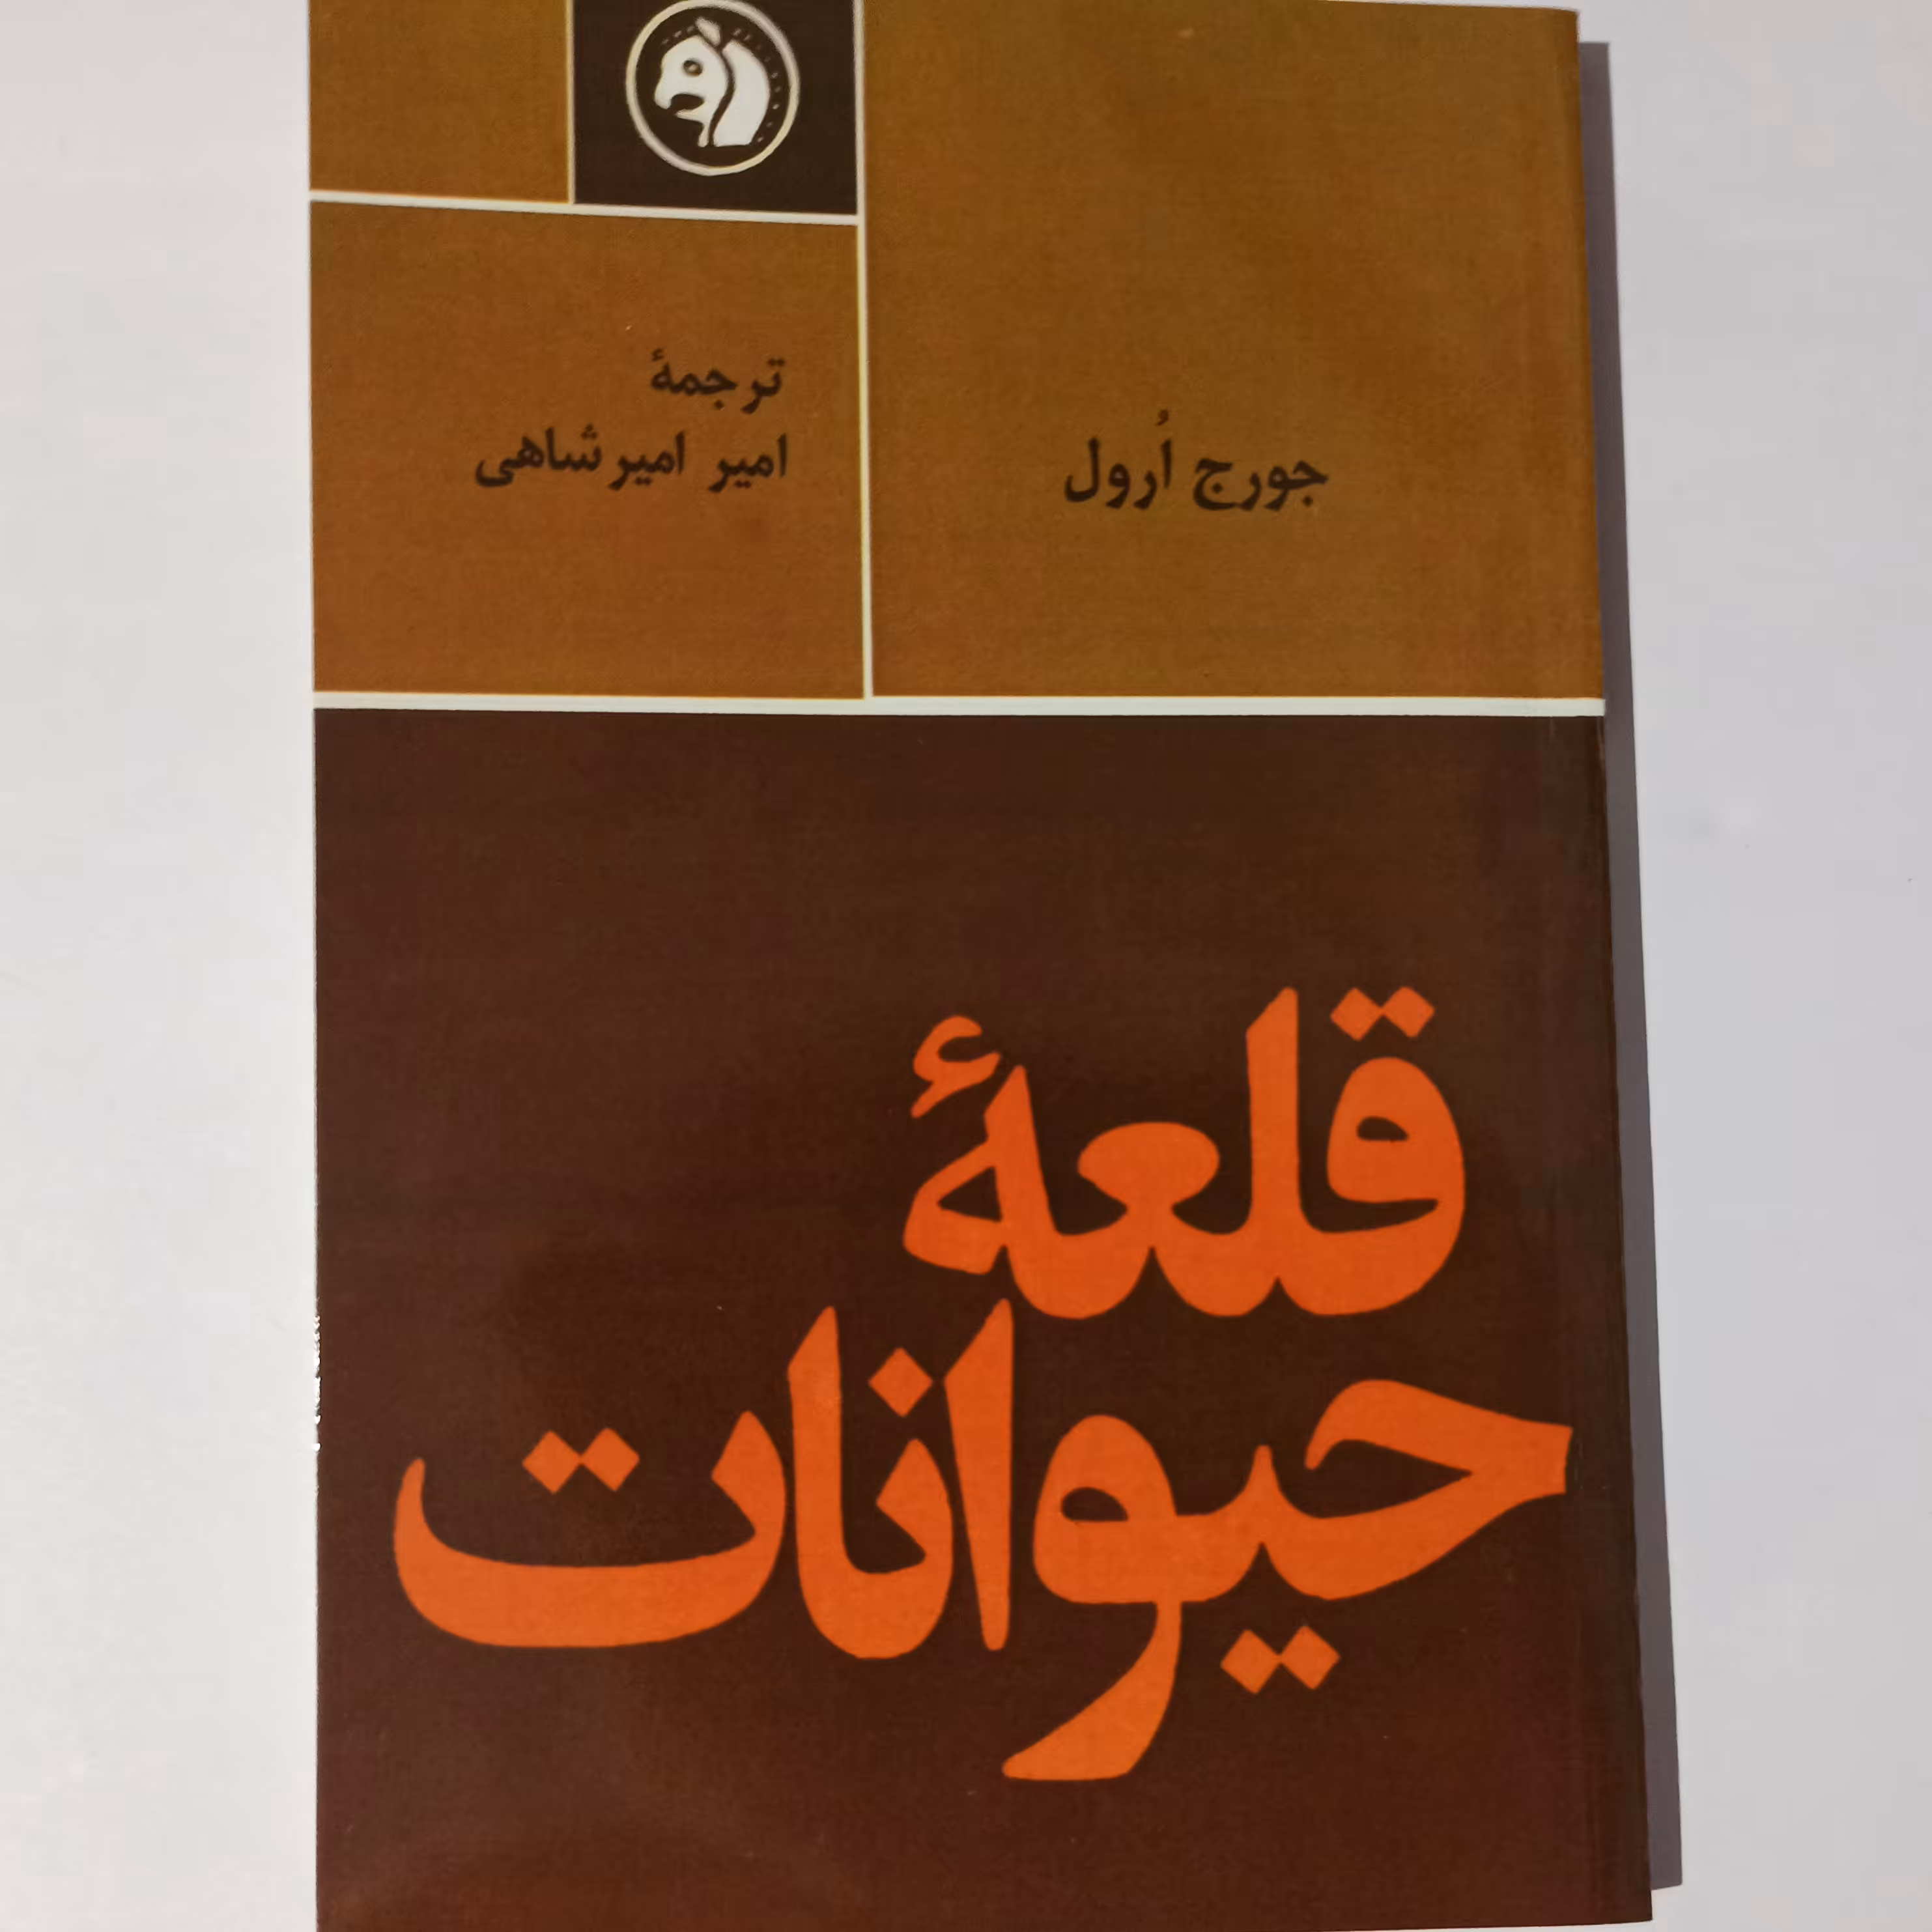 جورج اُرول
ترجمهٔ
امیر امیرشاهی
قلعهٔ
حیوانات